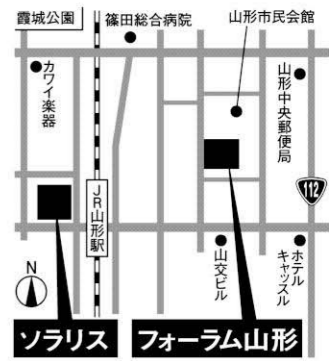 霞城公園
篠田総合病院
山形市民会館
カワイ楽器
山形中央郵便局
112
JR山形駅
N
山交ビル
ホテルキャッスル
ソラリス
フォーラム山形